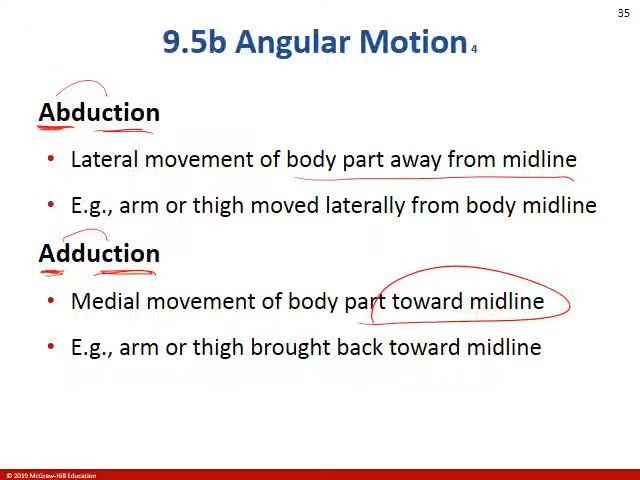 35
9.5b Angular Motion 4
Abduction
• Lateral movement of body part away from midline
• E.g., arm or thigh moved laterally from body midline
Adduction
• Medial movement of body part toward midline
• E.g., arm or thigh brought back toward midline
© 2019 McGraw-Hill Education